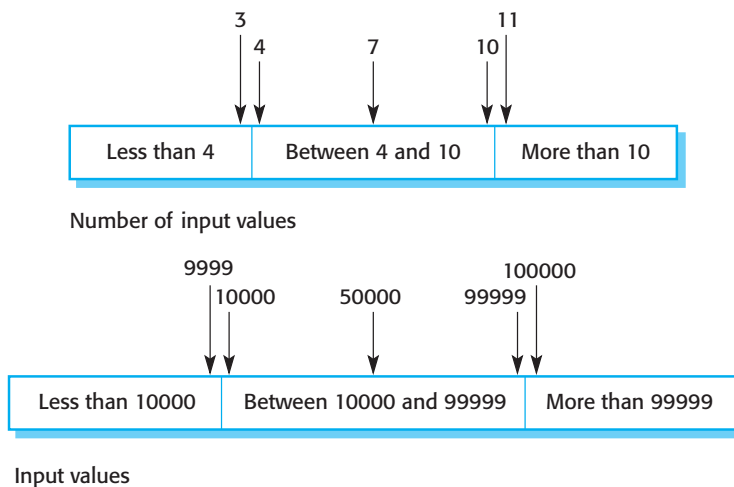 3
11
4
7
10
Less than 4
Between 4 and 10
More than 10
Number of input values
9999
100000
10000
50000
99999
Less than 10000
Between 10000 and 99999
More than 99999
Input values